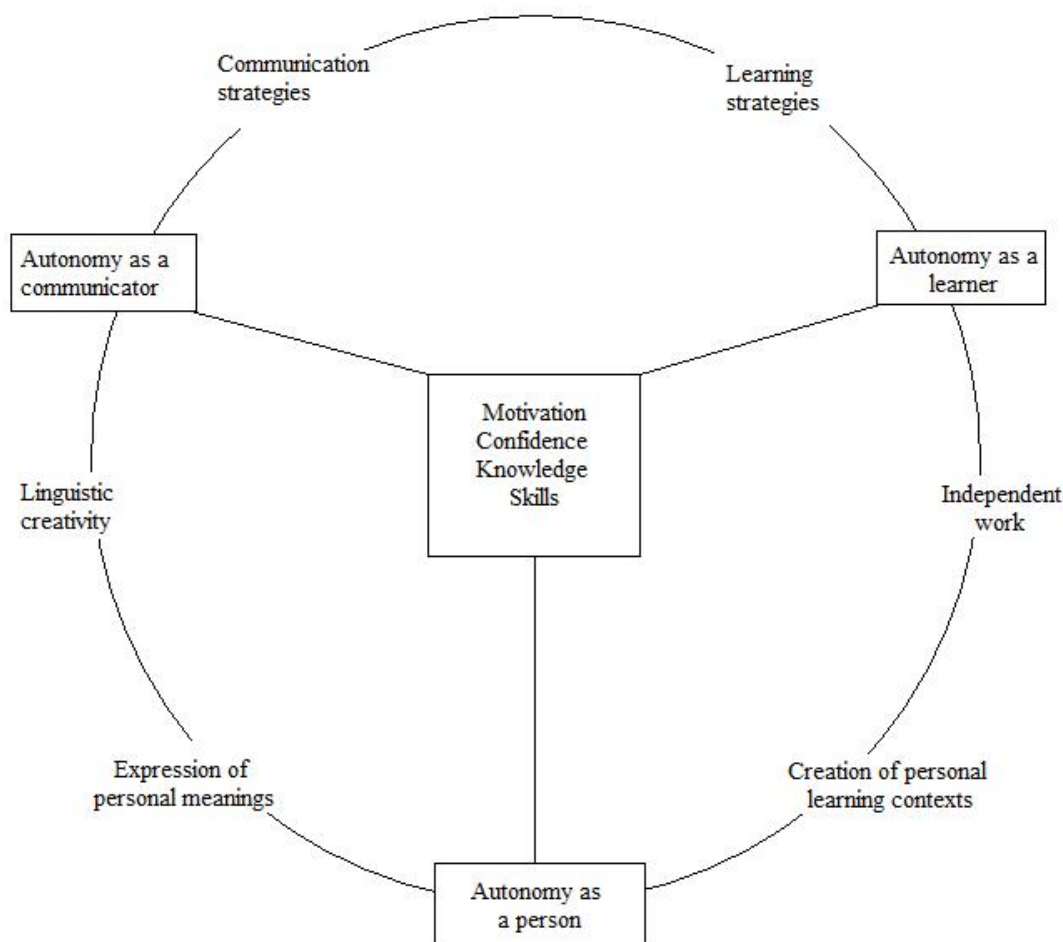 Communication
strategies
Learning
strategies
Autonomy as a
communicator
Autonomy as a
learner
Motivation
Confidence
Knowledge
Skills
Linguistic
creativity
Independent
work
Expression of
personal meanings
Creation of personal
learning contexts
Autonomy as
a person